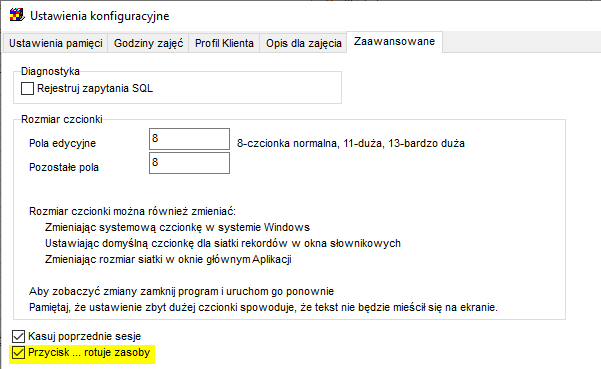 Ustawienia konfiguracyjne
Ustawienia pamięci Godziny zajęć Profil Klienta Opis dla zajęcia Zaawansowane
Diagnostyka
Rejestruj zapytania SQL
Rozmiar czcionki
Pola edycyjne 8 8-czcionka normalna, 11-duża, 13-bardzo duża
Pozostałe pola 8
Rozmiar czcionki można również zmieniać:
Zmieniając systemową czcionkę w systemie Windows
Ustawiając domyślną czcionkę dla siatki rekordów w okna słownikowych
Zmieniając rozmiar siatki w oknie głównym Aplikacji
Aby zobaczyć zmiany zamknij program i uruchom go ponownie
Pamiętaj, że ustawienie zbyt dużej czcionki spowoduje, że tekst nie będzie mieścił się na ekranie.
Kasuj poprzednie sesje
Przycisk ... rotuje zasoby